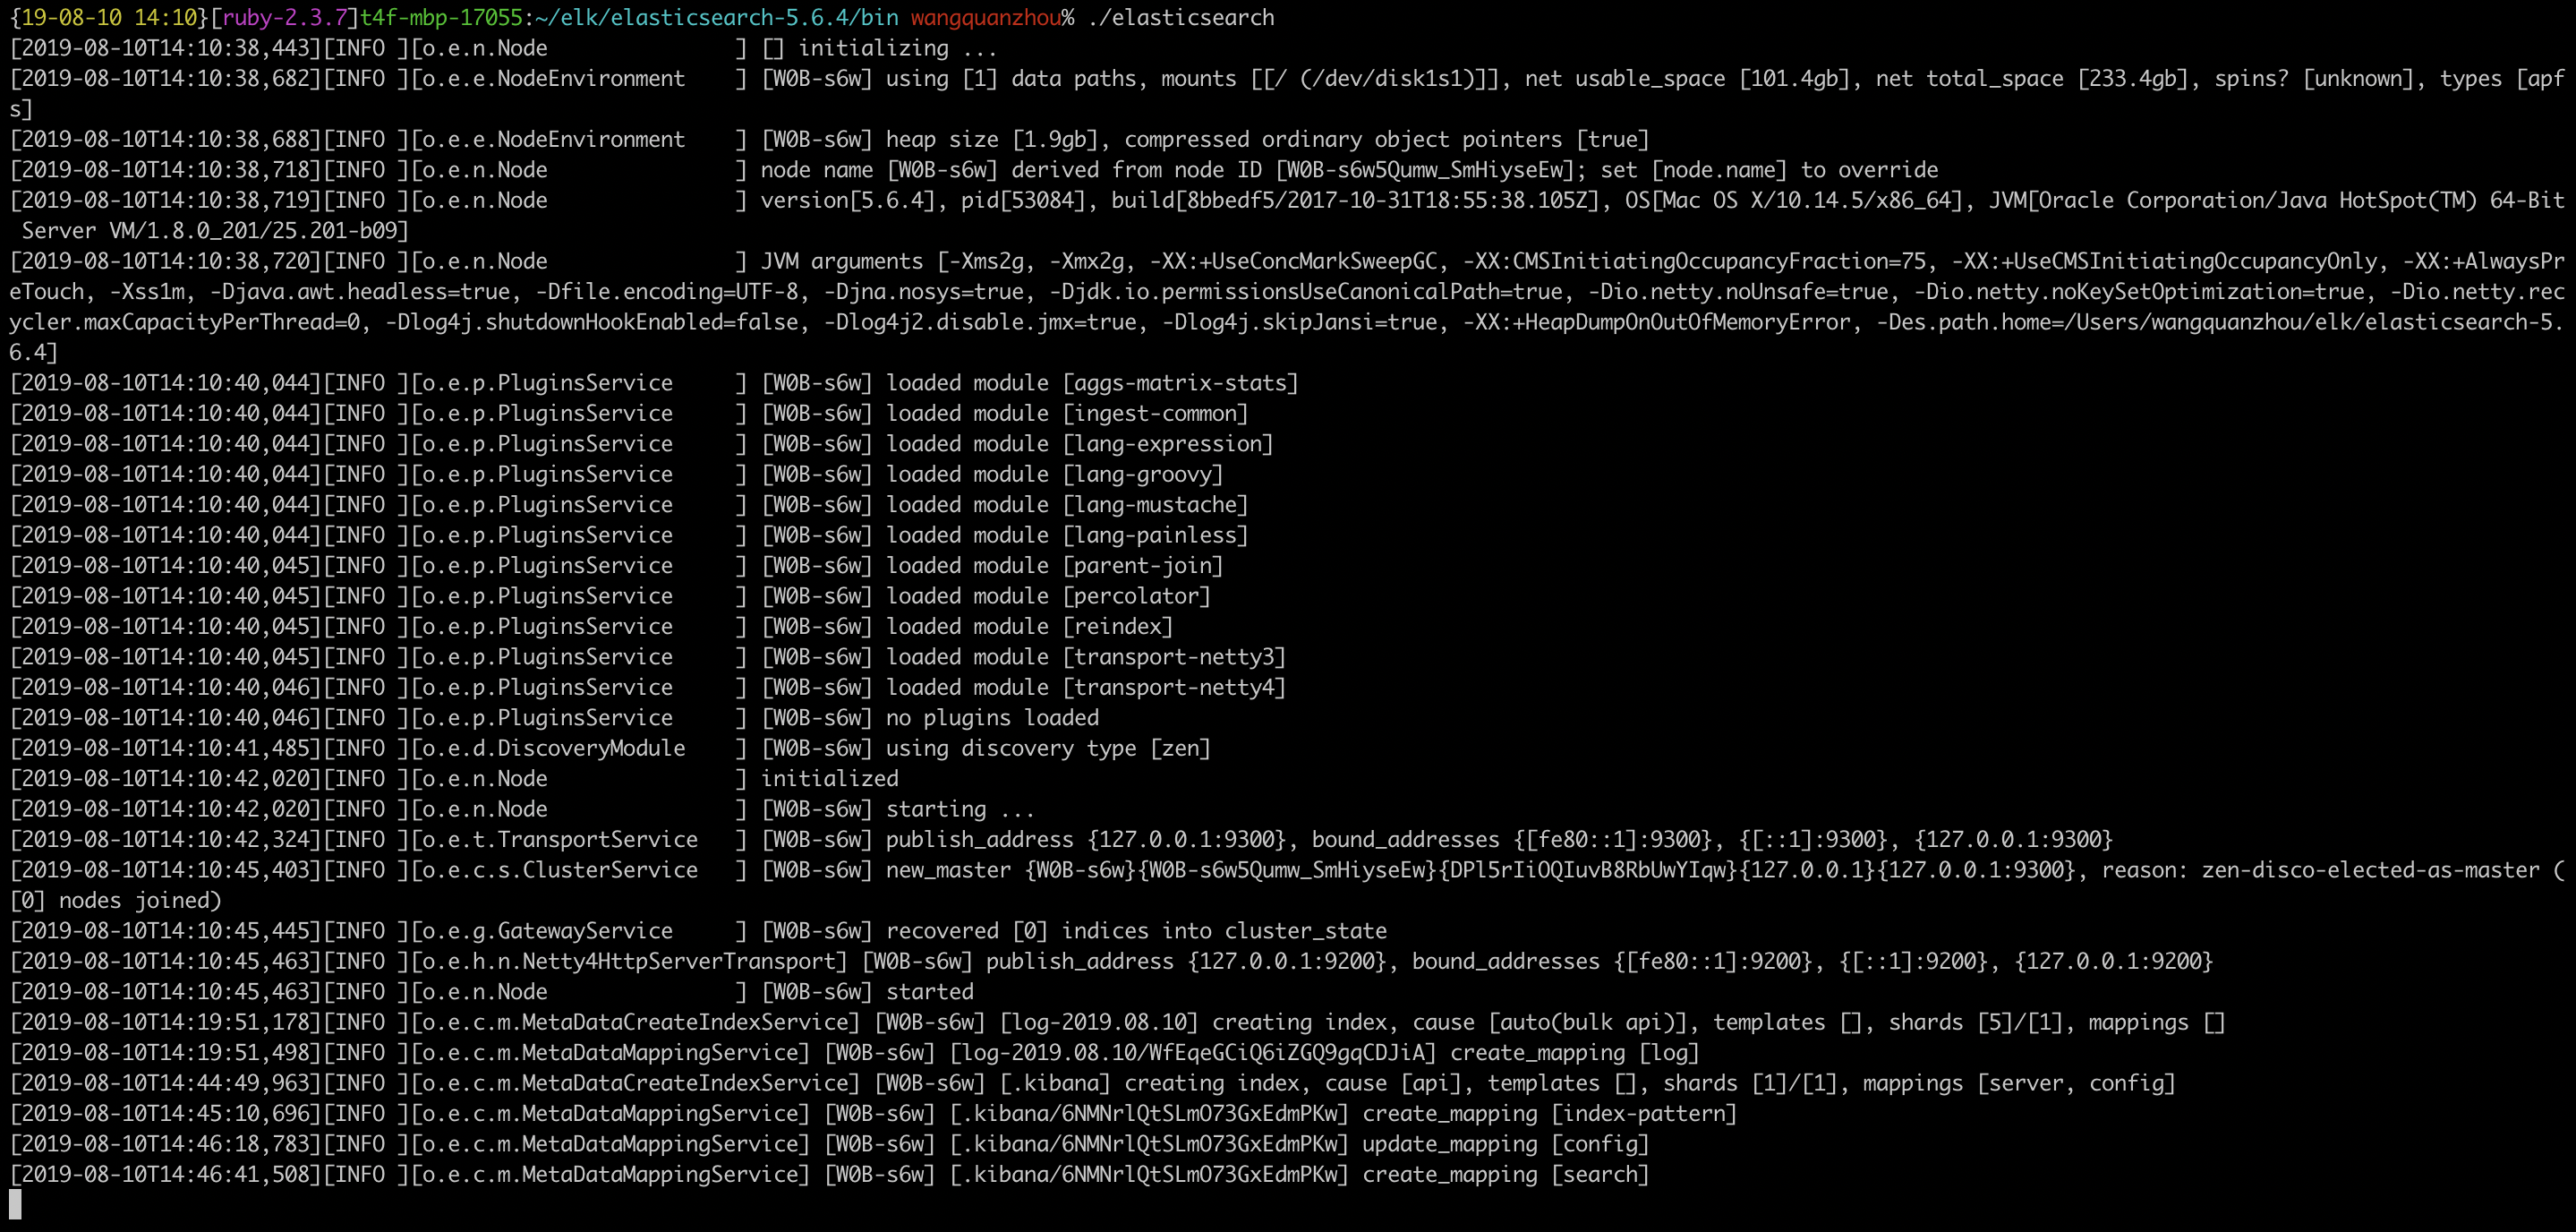 {19-08-10 14:10}[ruby-2.3.7]t4f-mbp-17055:~/elk/elasticsearch-5.6.4/bin wangquanzhou% ./elasticsearch
[2019-08-10T14:10:38,443][INFO ][o.e.n.Node               ] [] initializing ...
[2019-08-10T14:10:38,682][INFO ][o.e.e.NodeEnvironment    ] [W0B-s6w] using [1] data paths, mounts [[/ (/dev/disk1s1)]], net usable_space [101.4gb], net total_space [233.4gb], spins? [unknown], types [apf
s]
[2019-08-10T14:10:38,688][INFO ][o.e.e.NodeEnvironment    ] [W0B-s6w] heap size [1.9gb], compressed ordinary object pointers [true]
[2019-08-10T14:10:38,718][INFO ][o.e.n.Node               ] node name [W0B-s6w] derived from node ID [W0B-s6w5Qumw_SmHiyseEw]; set [node.name] to override
[2019-08-10T14:10:38,719][INFO ][o.e.n.Node               ] version[5.6.4], pid[53084], build[8bbedf5/2017-10-31T18:55:38.105Z], OS[Mac OS X/10.14.5/x86_64], JVM[Oracle Corporation/Java HotSpot(TM) 64-Bit
 Server VM/1.8.0_201/25.201-b09]
[2019-08-10T14:10:38,720][INFO ][o.e.n.Node               ] JVM arguments [-Xms2g, -Xmx2g, -XX:+UseConcMarkSweepGC, -XX:CMSInitiatingOccupancyFraction=75, -XX:+UseCMSInitiatingOccupancyOnly, -XX:+AlwaysPr
eTouch, -Xss1m, -Djava.awt.headless=true, -Dfile.encoding=UTF-8, -Djna.nosys=true, -Djdk.io.permissionsUseCanonicalPath=true, -Dio.netty.noUnsafe=true, -Dio.netty.noKeySetOptimization=true, -Dio.netty.rec
ycler.maxCapacityPerThread=0, -Dlog4j.shutdownHookEnabled=false, -Dlog4j2.disable.jmx=true, -Dlog4j.skipJansi=true, -XX:+HeapDumpOnOutOfMemoryError, -Des.path.home=/Users/wangquanzhou/elk/elasticsearch-5.
6.4]
[2019-08-10T14:10:40,044][INFO ][o.e.p.PluginsService     ] [W0B-s6w] loaded module [aggs-matrix-stats]
[2019-08-10T14:10:40,044][INFO ][o.e.p.PluginsService     ] [W0B-s6w] loaded module [ingest-common]
[2019-08-10T14:10:40,044][INFO ][o.e.p.PluginsService     ] [W0B-s6w] loaded module [lang-expression]
[2019-08-10T14:10:40,044][INFO ][o.e.p.PluginsService     ] [W0B-s6w] loaded module [lang-groovy]
[2019-08-10T14:10:40,044][INFO ][o.e.p.PluginsService     ] [W0B-s6w] loaded module [lang-mustache]
[2019-08-10T14:10:40,044][INFO ][o.e.p.PluginsService     ] [W0B-s6w] loaded module [lang-painless]
[2019-08-10T14:10:40,045][INFO ][o.e.p.PluginsService     ] [W0B-s6w] loaded module [parent-join]
[2019-08-10T14:10:40,045][INFO ][o.e.p.PluginsService     ] [W0B-s6w] loaded module [percolator]
[2019-08-10T14:10:40,045][INFO ][o.e.p.PluginsService     ] [W0B-s6w] loaded module [reindex]
[2019-08-10T14:10:40,045][INFO ][o.e.p.PluginsService     ] [W0B-s6w] loaded module [transport-netty3]
[2019-08-10T14:10:40,046][INFO ][o.e.p.PluginsService     ] [W0B-s6w] loaded module [transport-netty4]
[2019-08-10T14:10:40,046][INFO ][o.e.p.PluginsService     ] [W0B-s6w] no plugins loaded
[2019-08-10T14:10:41,485][INFO ][o.e.d.DiscoveryModule    ] [W0B-s6w] using discovery type [zen]
[2019-08-10T14:10:42,020][INFO ][o.e.n.Node               ] initialized
[2019-08-10T14:10:42,020][INFO ][o.e.n.Node               ] [W0B-s6w] starting ...
[2019-08-10T14:10:42,324][INFO ][o.e.t.TransportService   ] [W0B-s6w] publish_address {127.0.0.1:9300}, bound_addresses {[fe80::1]:9300}, {[::1]:9300}, {127.0.0.1:9300}
[2019-08-10T14:10:45,403][INFO ][o.e.c.s.ClusterService   ] [W0B-s6w] new_master {W0B-s6w}{W0B-s6w5Qumw_SmHiyseEw}{DPl5rIiOQIuvB8RbUwYIqw}{127.0.0.1}{127.0.0.1:9300}, reason: zen-disco-elected-as-master (
[0] nodes joined)
[2019-08-10T14:10:45,445][INFO ][o.e.g.GatewayService     ] [W0B-s6w] recovered [0] indices into cluster_state
[2019-08-10T14:10:45,463][INFO ][o.e.h.n.Netty4HttpServerTransport] [W0B-s6w] publish_address {127.0.0.1:9200}, bound_addresses {[fe80::1]:9200}, {[::1]:9200}, {127.0.0.1:9200}
[2019-08-10T14:10:45,463][INFO ][o.e.n.Node               ] [W0B-s6w] started
[2019-08-10T14:19:51,178][INFO ][o.e.c.m.MetaDataCreateIndexService] [W0B-s6w] [log-2019.08.10] creating index, cause [auto(bulk api)], templates [], shards [5]/[1], mappings []
[2019-08-10T14:19:51,498][INFO ][o.e.c.m.MetaDataMappingService] [W0B-s6w] [log-2019.08.10/WfEqeGCiQ6iZGQ9gqCDJiA] create_mapping [log]
[2019-08-10T14:44:49,963][INFO ][o.e.c.m.MetaDataCreateIndexService] [W0B-s6w] [.kibana] creating index, cause [api], templates [], shards [1]/[1], mappings [server, config]
[2019-08-10T14:45:10,696][INFO ][o.e.c.m.MetaDataMappingService] [W0B-s6w] [.kibana/6NMNrlQtSLmO73GxEdmPKw] create_mapping [index-pattern]
[2019-08-10T14:46:18,783][INFO ][o.e.c.m.MetaDataMappingService] [W0B-s6w] [.kibana/6NMNrlQtSLmO73GxEdmPKw] update_mapping [config]
[2019-08-10T14:46:41,508][INFO ][o.e.c.m.MetaDataMappingService] [W0B-s6w] [.kibana/6NMNrlQtSLmO73GxEdmPKw] create_mapping [search]